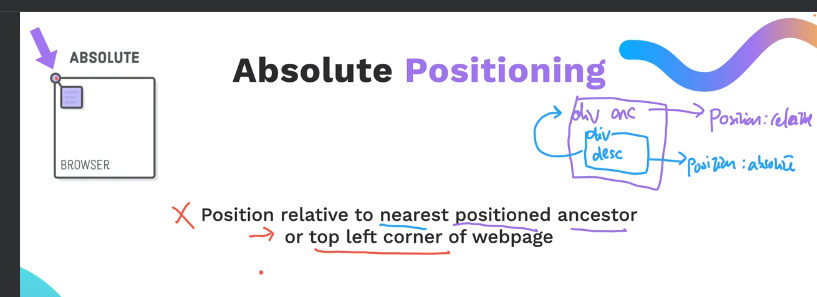 ABSOLUTE
Absolute Positioning
BROWSER
div anc
position: relative
div
desc
position: absolute
X Position relative to nearest positioned ancestor
→ or top left corner of webpage